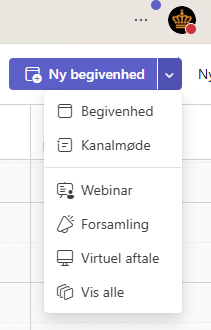 Ny begivenhed
Ny
Begivenhed
Kanalmøde
Webinar
Forsamling
Virtuel aftale
Vis alle